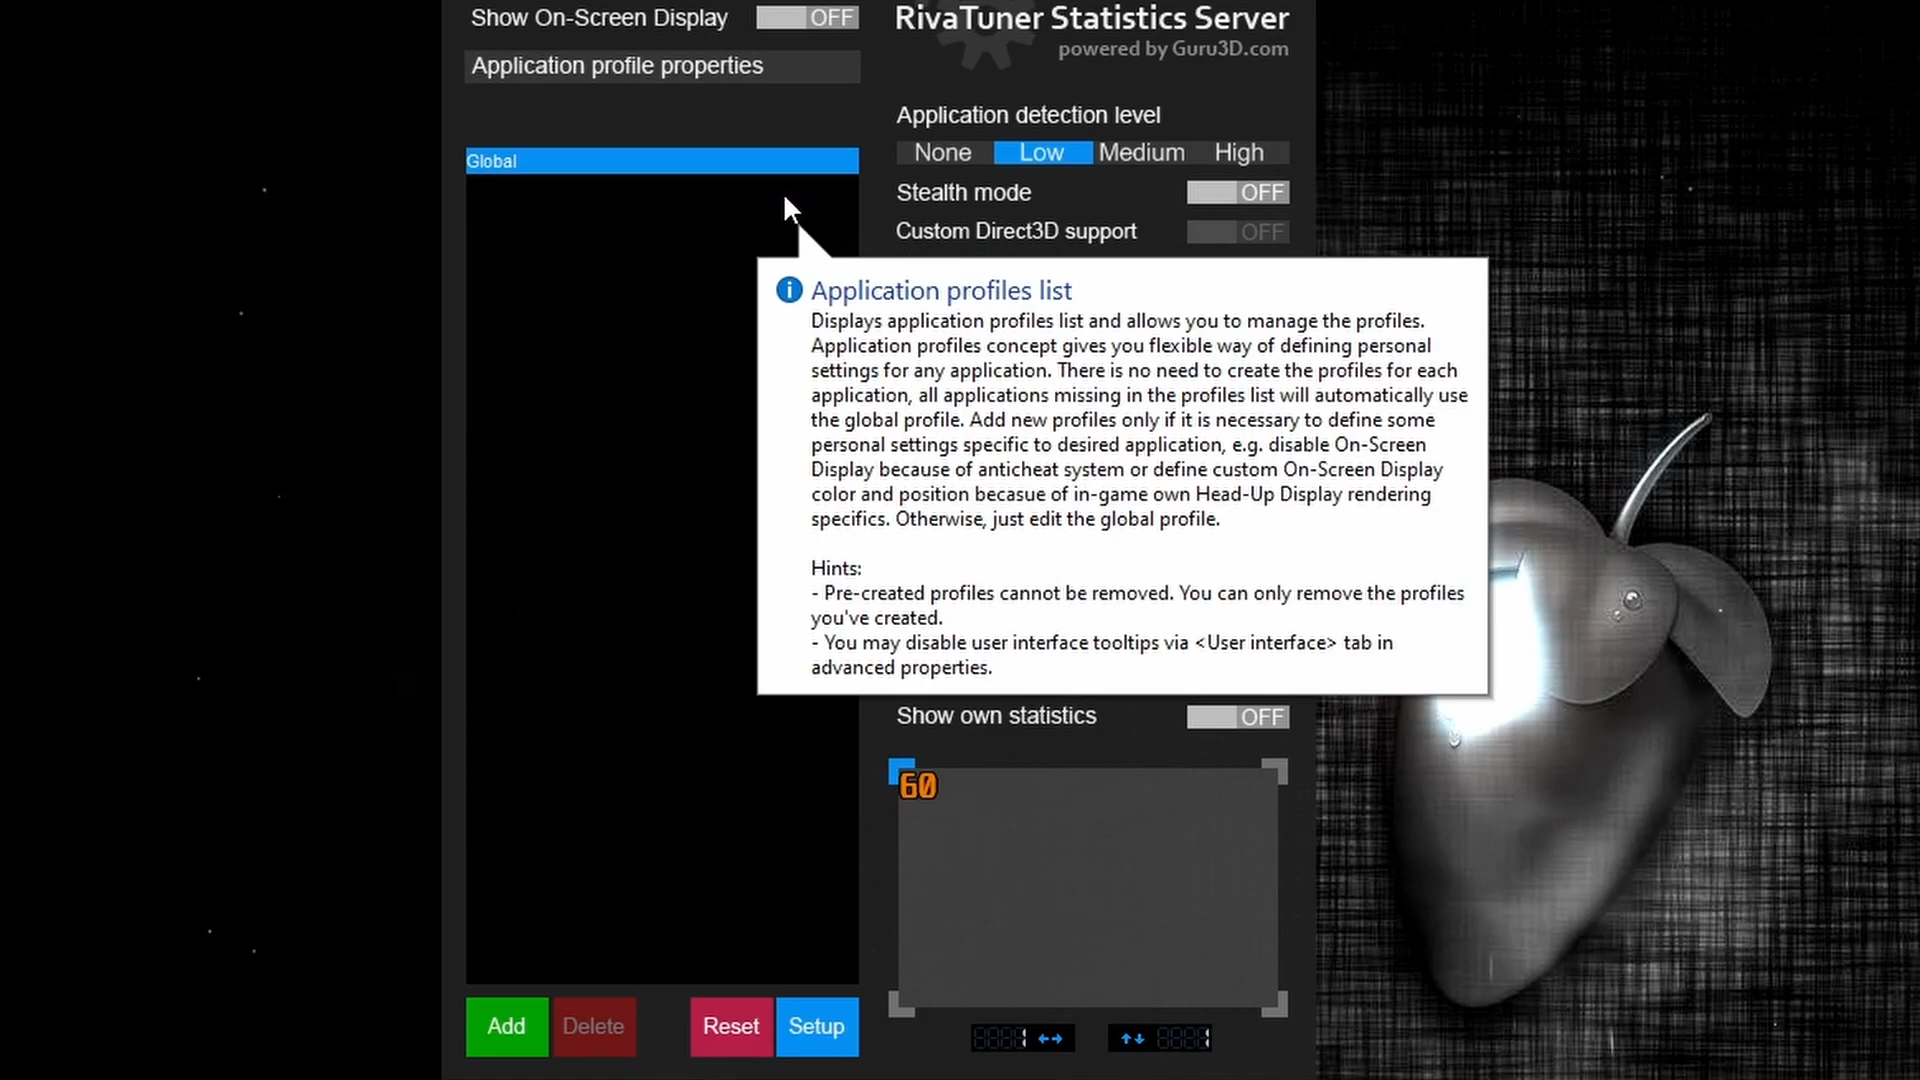 Show On-Screen Display
OFF
Application profile properties
Global
Add
Delete
Reset
Setup
RivaTuner Statistics Server
powered by Guru3D.com
Application detection level
None
Low
Medium
High
Stealth mode
OFF
Custom Direct3D support
OFF
Application profiles list
Displays application profiles list and allows you to manage the profiles.
Application profiles concept gives you flexible way of defining personal
settings for any application. There is no need to create the profiles for each
application, all applications missing in the profiles list will automatically use
the global profile. Add new profiles only if it is necessary to define some
personal settings specific to desired application, e.g. disable On-Screen
Display because of anticheat system or define custom On-Screen Display
color and position becasue of in-game own Head-Up Display rendering
specifics. Otherwise, just edit the global profile.
Hints:
- Pre-created profiles cannot be removed. You can only remove the profiles
you've created.
- You may disable user interface tooltips via <User interface> tab in
advanced properties.
Show own statistics
OFF
60